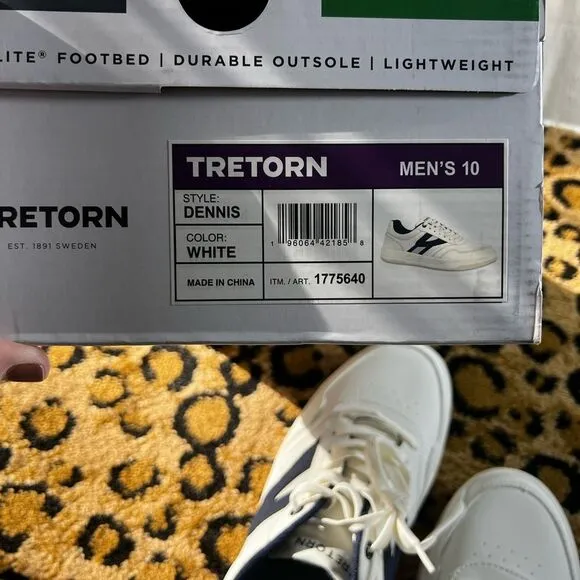 LITE® FOOTBED | DURABLE OUTSOLE | LIGHTWEIGHT
TRETORN MEN'S 10
STYLE:
DENNIS
COLOR:
WHITE
1 96064 42185 8
MADE IN CHINA ITM. / ART. 1775640
RETORN
EST. 1891 SWEDEN
TRETORN